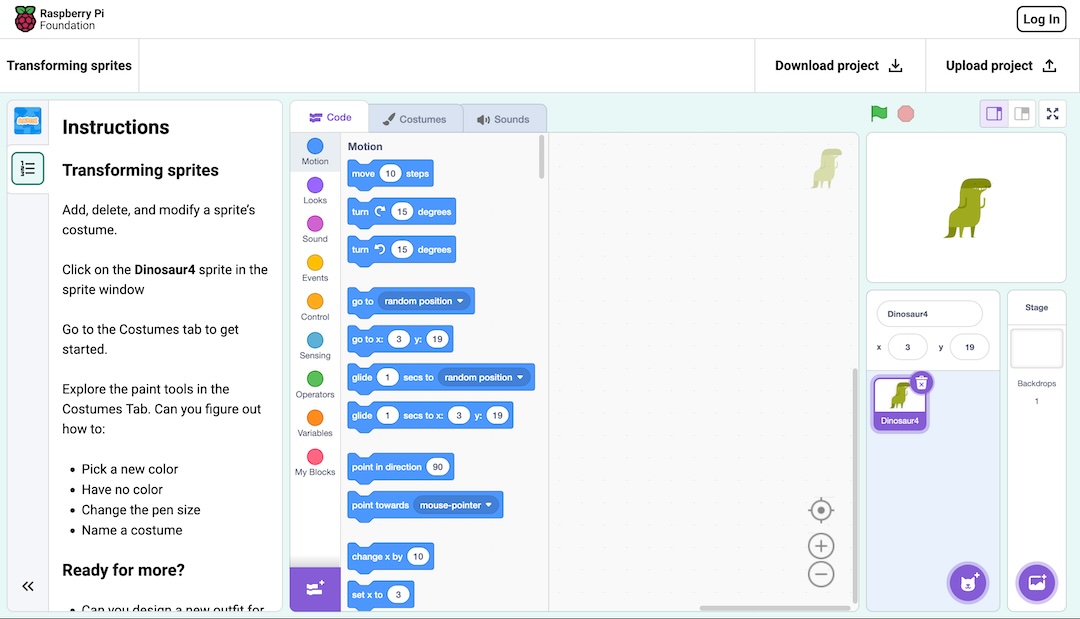 Raspberry Pi
Foundation
Log In
Transforming sprites
Download project
Upload project
Instructions
Transforming sprites
Add, delete, and modify a sprite’s
costume.
Click on the Dinosaur4 sprite in the
sprite window
Go to the Costumes tab to get
started.
Explore the paint tools in the
Costumes Tab. Can you figure out
how to:
• Pick a new color
• Have no color
• Change the pen size
• Name a costume
Ready for more?
• Can you design a new outfit for
Code
Costumes
Sounds
Motion
Looks
Sound
Events
Control
Sensing
Operators
Variables
My Blocks
Motion
move 10 steps
turn 15 degrees
turn 15 degrees
go to random position
go to x: 3 y: 19
glide 1 secs to random position
glide 1 secs to x: 3 y: 19
point in direction 90
point towards mouse-pointer
change x by 10
set x to 3
Dinosaur4
x 3 y 19
Dinosaur4
Stage
Backdrops
1